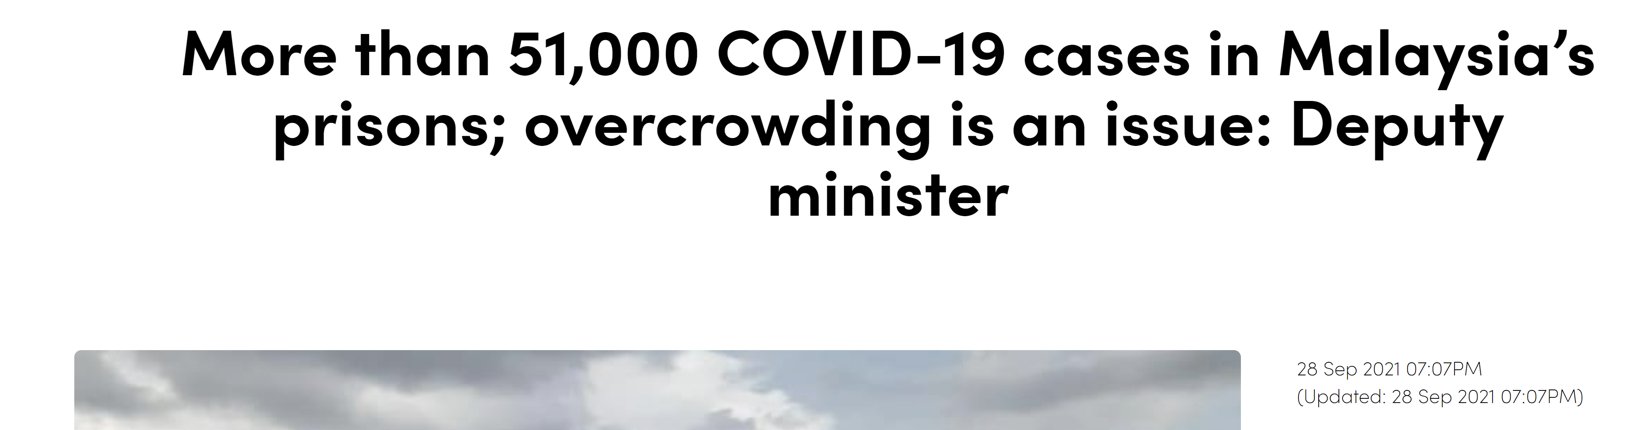 More than 51,000 COVID-19 cases in Malaysia’s
prisons; overcrowding is an issue: Deputy
minister
28 Sep 2021 07:07PM
(Updated: 28 Sep 2021 07:07PM)